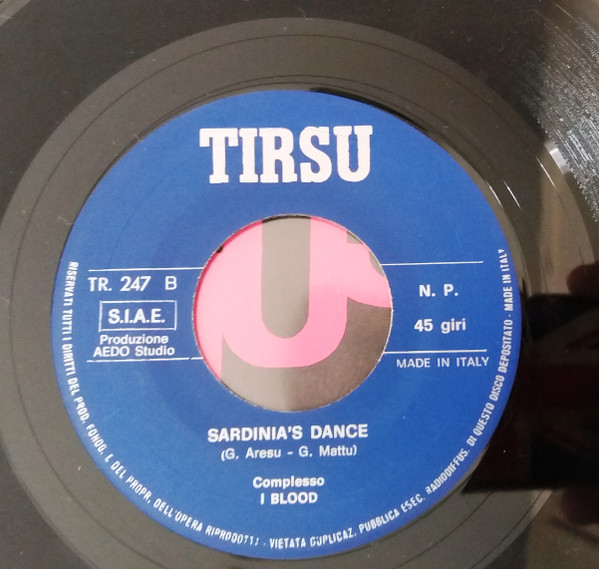 TIRSU
TR. 247 B
S.I.A.E.
Produzione
AEDO Studio
N. P.
45 giri
MADE IN ITALY
SARDINIA'S DANCE
(G. Aresu - G. Mattu)
Complesso
I BLOOD
RISERVATI TUTTI I DIRITTI DEL PROD. FONOG. E DEL PROPR. DELL'OPERA RIPRODOTTA - VIETATA DUPLICAZ. PUBBLICA ESEC. RADIODIFFUS. DI QUESTO DISCO DEPOSITATO - MADE IN ITALY